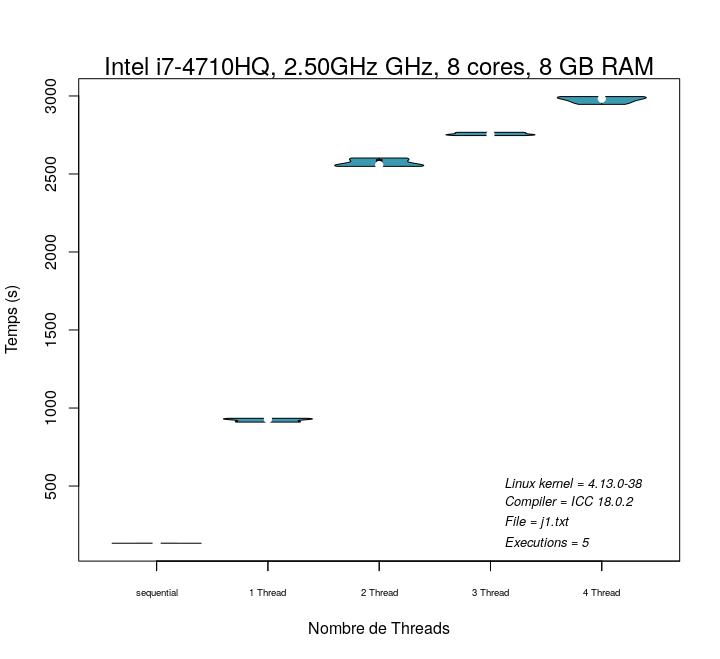 Intel i7-4710HQ, 2.50GHz GHz, 8 cores, 8 GB RAM
3000
2500
2000
1500
1000
500
Temps (s)
Linux kernel = 4.13.0-38
Compiler = ICC 18.0.2
File = j1.txt
Executions = 5
sequential 1 Thread 2 Thread 3 Thread 4 Thread
Nombre de Threads